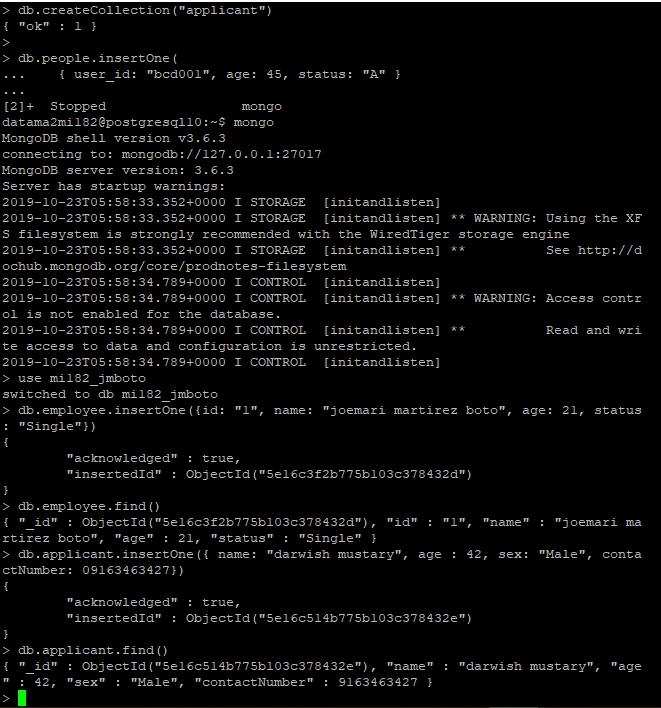 > db.createCollection("applicant")
{ "ok" : 1 }
>
> db.people.insertOne(
...    { user_id: "bcd001", age: 45, status: "A" }
...
[2]+  Stopped                 mongo
datama2mi182@postgresql10:~$ mongo
MongoDB shell version v3.6.3
connecting to: mongodb://127.0.0.1:27017
MongoDB server version: 3.6.3
Server has startup warnings:
2019-10-23T05:58:33.352+0000 I STORAGE  [initandlisten]
2019-10-23T05:58:33.352+0000 I STORAGE  [initandlisten] ** WARNING: Using the XF
S filesystem is strongly recommended with the WiredTiger storage engine
2019-10-23T05:58:33.352+0000 I STORAGE  [initandlisten] **          See http://d
ochub.mongodb.org/core/prodnotes-filesystem
2019-10-23T05:58:34.789+0000 I CONTROL  [initandlisten]
2019-10-23T05:58:34.789+0000 I CONTROL  [initandlisten] ** WARNING: Access contr
ol is not enabled for the database.
2019-10-23T05:58:34.789+0000 I CONTROL  [initandlisten] **          Read and wri
te access to data and configuration is unrestricted.
2019-10-23T05:58:34.789+0000 I CONTROL  [initandlisten]
> use mi182_jmboto
switched to db mi182_jmboto
> db.employee.insertOne({id: "1", name: "joemari martirez boto", age: 21, status
: "Single"})
{
        "acknowledged" : true,
        "insertedId" : ObjectId("5e16c3f2b775b103c378432d")
}
> db.employee.find()
{ "_id" : ObjectId("5e16c3f2b775b103c378432d"), "id" : "1", "name" : "joemari ma
rtirez boto", "age" : 21, "status" : "Single" }
> db.applicant.insertOne({ name: "darwish mustary", age : 42, sex: "Male", conta
ctNumber: 09163463427})
{
        "acknowledged" : true,
        "insertedId" : ObjectId("5e16c514b775b103c378432e")
}
> db.applicant.find()
{ "_id" : ObjectId("5e16c514b775b103c378432e"), "name" : "darwish mustary", "age
" : 42, "sex" : "Male", "contactNumber" : 9163463427 }
>